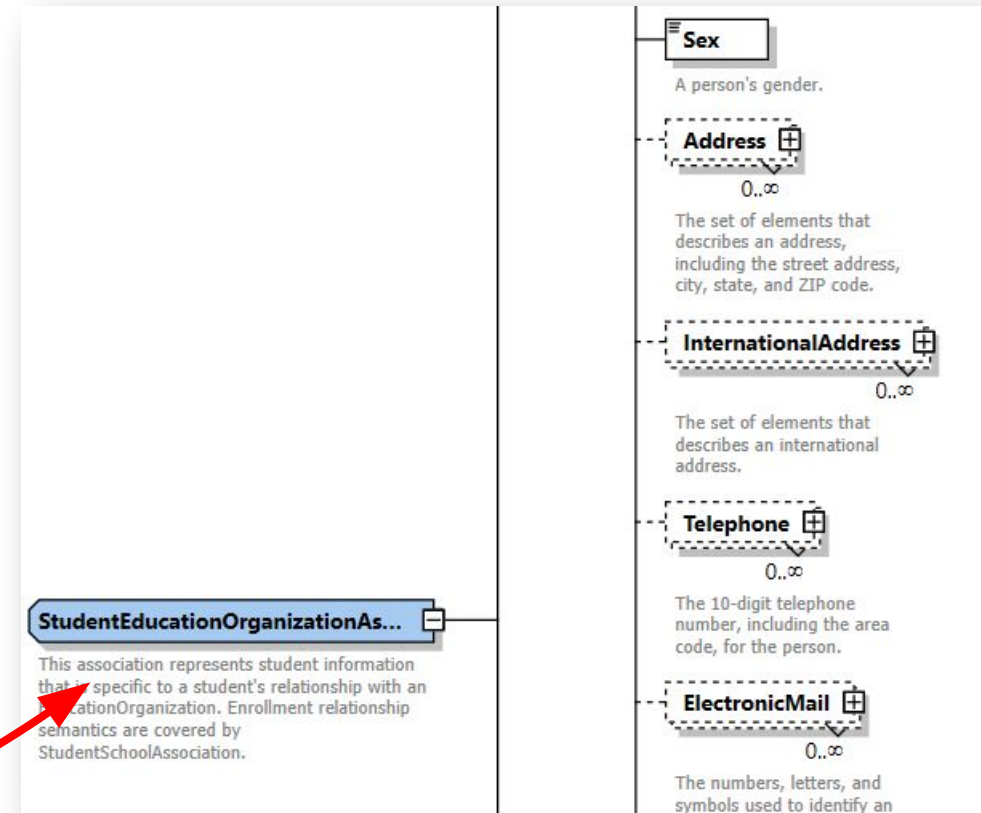 Sex
A person's gender.
Address
0..∞
The set of elements that
describes an address,
including the street address,
city, state, and ZIP code.
InternationalAddress
0..∞
The set of elements that
describes an international
address.
Telephone
0..∞
The 10-digit telephone
number, including the area
code, for the person.
ElectronicMail
0..∞
The numbers, letters, and
symbols used to identify an
StudentEducationOrganizationAs...
This association represents student information
that specific to a student's relationship with an
Enrollment relationship
semantics are covered by
StudentSchoolAssociation.